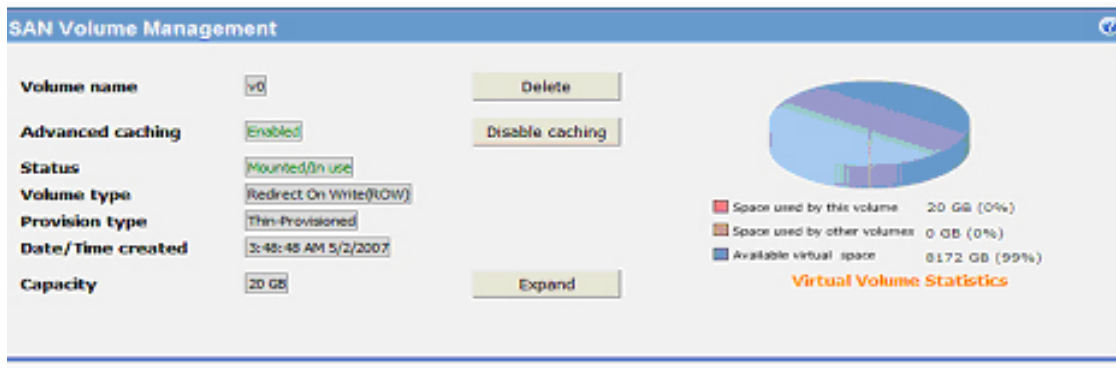 SAN Volume Management
Volume name v0 Delete
Advanced caching Enabled Disable caching
Status Mounted/In use
Volume type Redirect On Write(ROW)
Provision type Thin-Provisioned
Date/Time created 3:48:48 AM 5/2/2007
Capacity 20 GB Expand
Space used by this volume 20 GB (0%)
Space used by other volumes 0 GB (0%)
Available virtual space 8172 GB (99%)
Virtual Volume Statistics